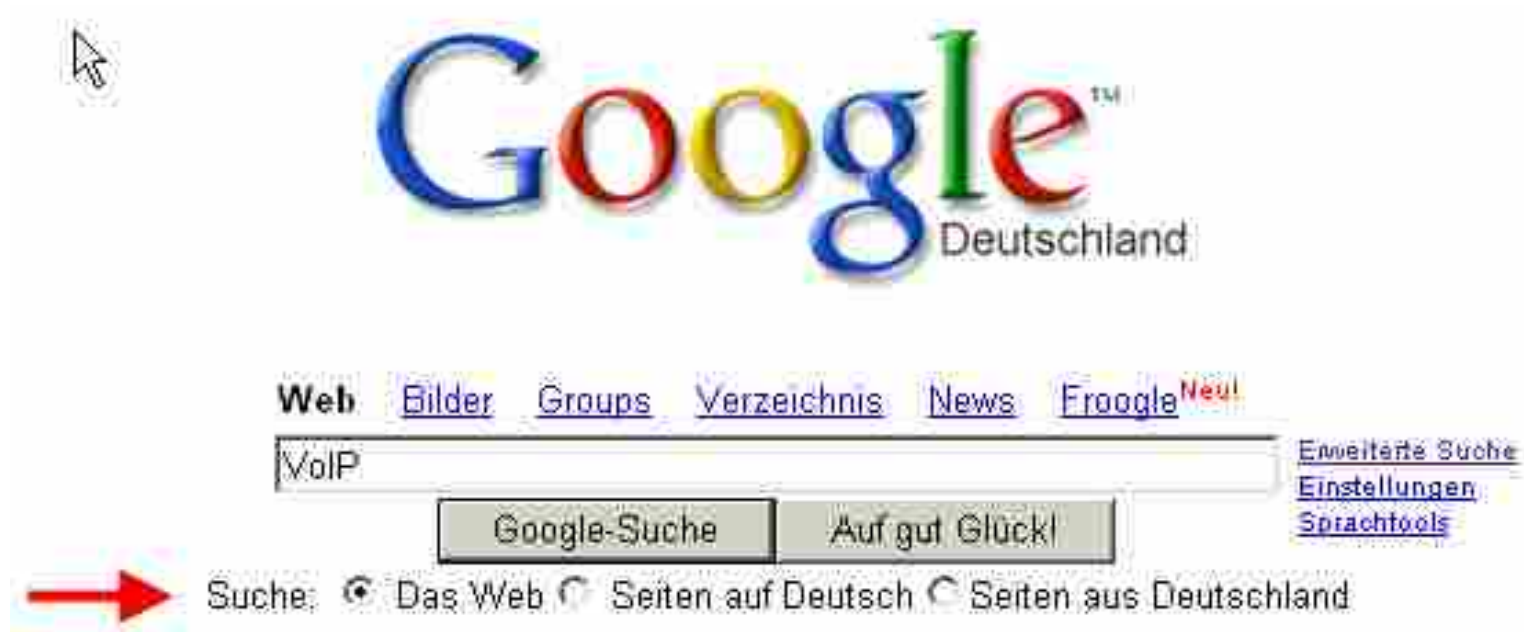 Google™
Deutschland
Web Bilder Groups Verzeichnis News Froogle Neu!
VoIP
Erweiterte Suche
Einstellungen
Sprachtools
Google-Suche Auf gut Glück!
Suche: Das Web Seiten auf Deutsch Seiten aus Deutschland